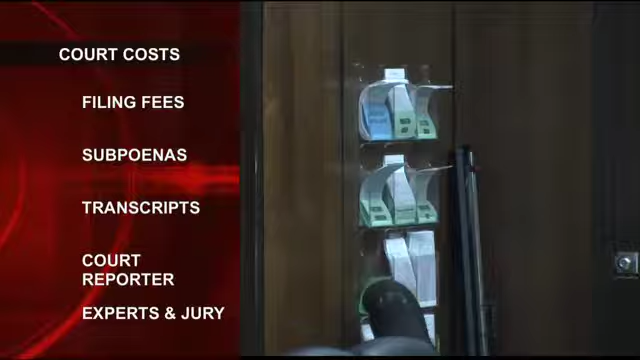 COURT COSTS
FILING FEES
SUBPOENAS
TRANSCRIPTS
COURT
REPORTER
EXPERTS & JURY